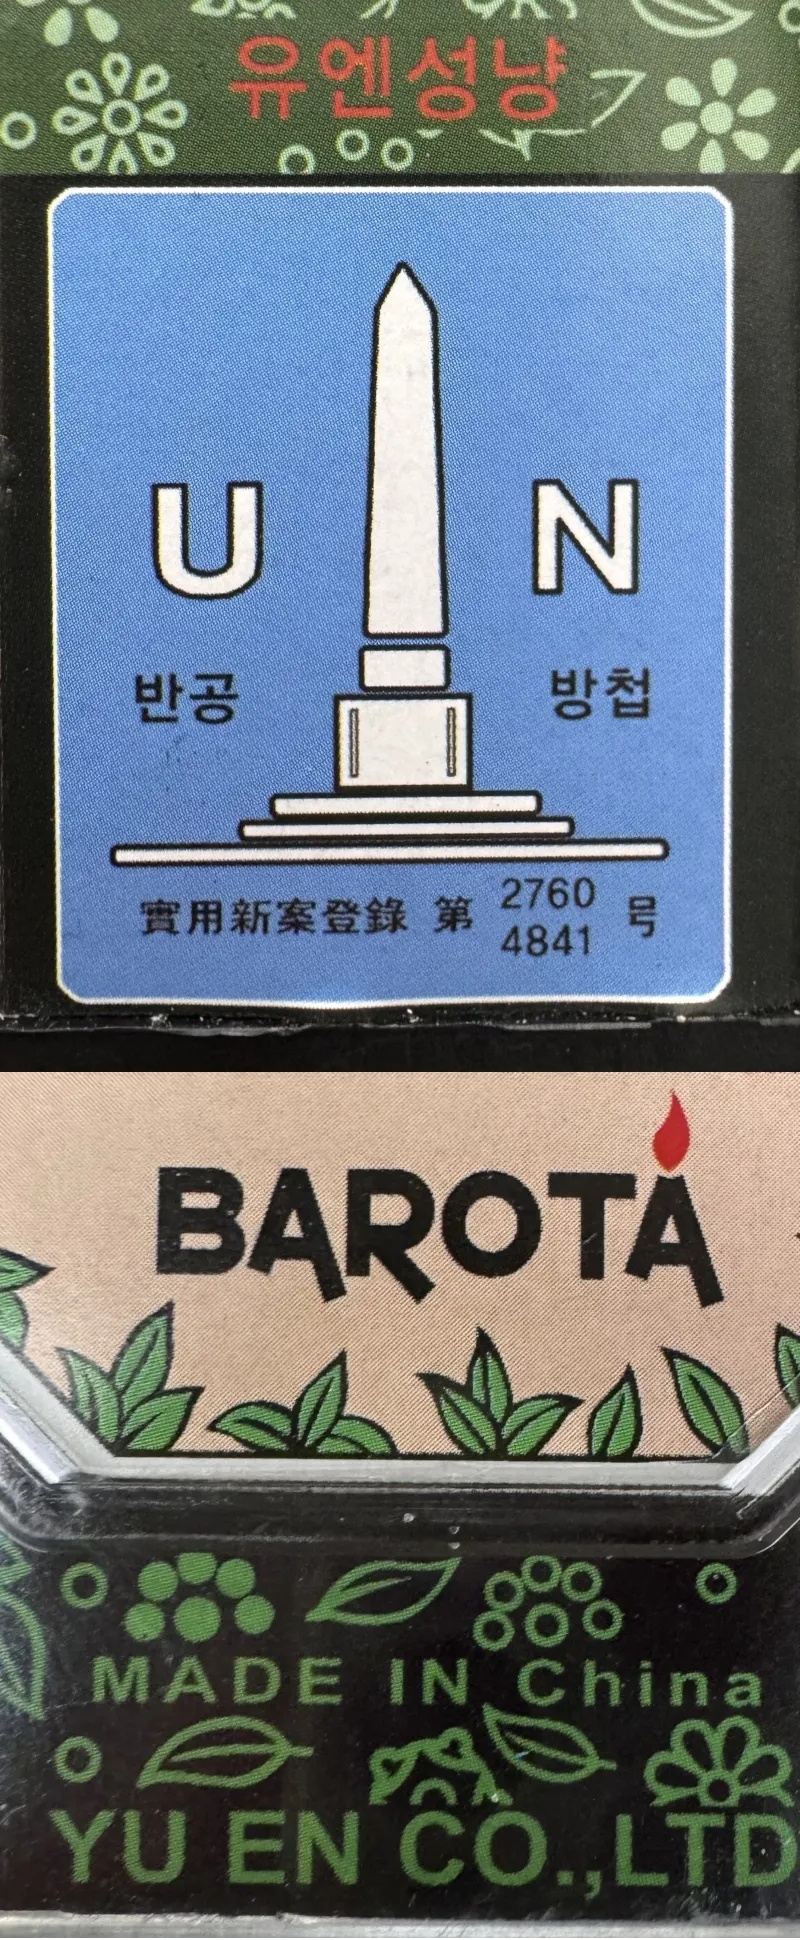 유엔성냥
U N
반공 방첩
實用新案登錄 第 2760 号
4841
BAROTA
MADE IN China
YU EN CO.,LTD